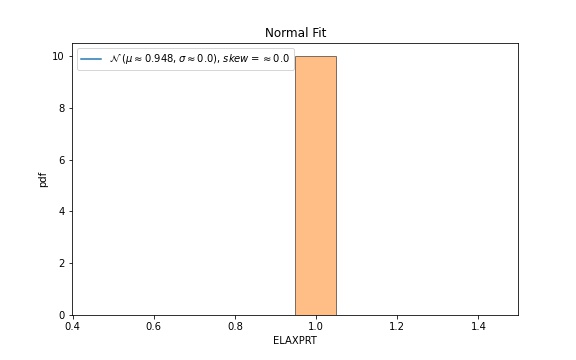 Normal Fit
𝒩(μ ≈ 0.948, σ ≈ 0.0), skew = ≈ 0.0
pdf
10
8
6
4
2
0
0.4 0.6 0.8 1.0 1.2 1.4
ELAXPRT